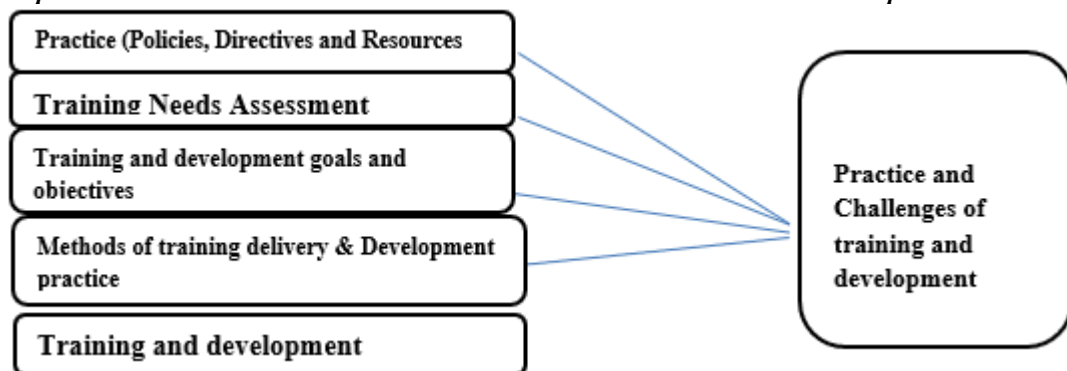 Practice (Policies, Directives and Resources
Training Needs Assessment
Training and development goals and
objectives
Methods of training delivery & Development
practice
Training and development
Practice and
Challenges of
training and
development